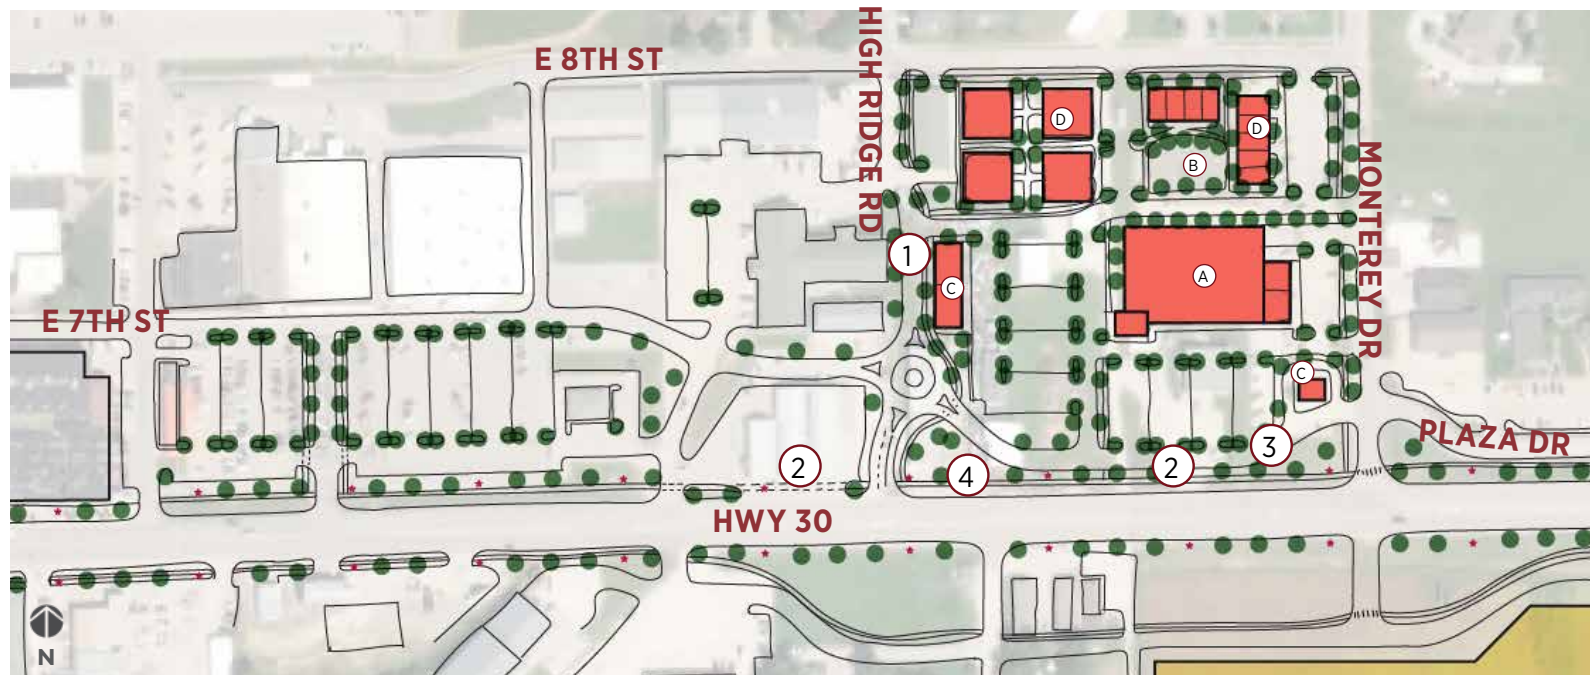 E 8TH ST
HIGH RIDGE RD
D
D
B
MONTEREY DR
1
C
A
E 7TH ST
C
PLAZA DR
3
2
4
2
HWY 30
N